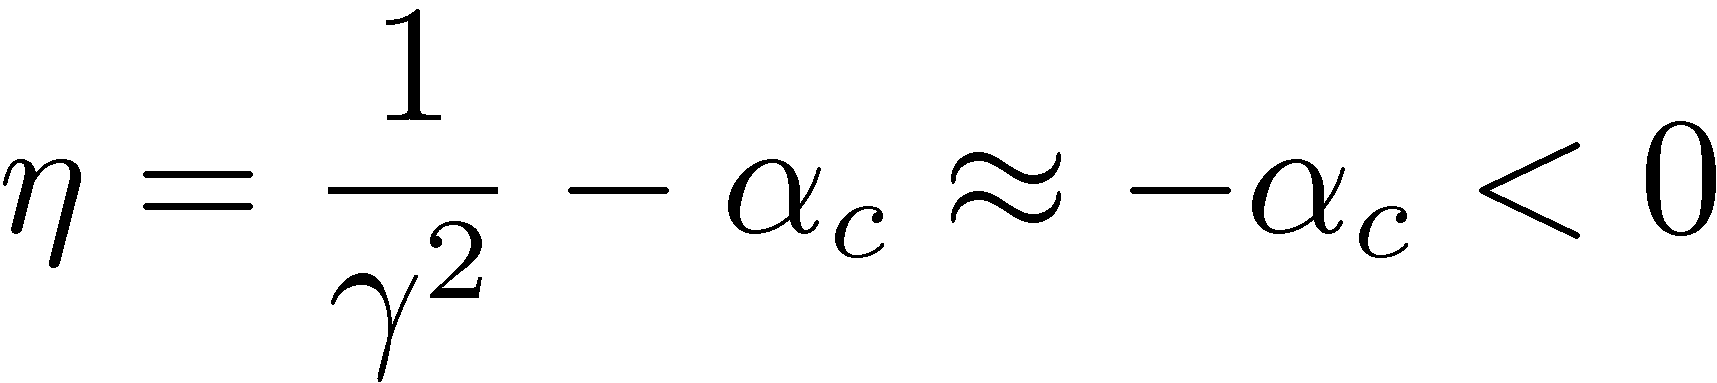 η = 1/γ² − α_c ≈ −α_c < 0